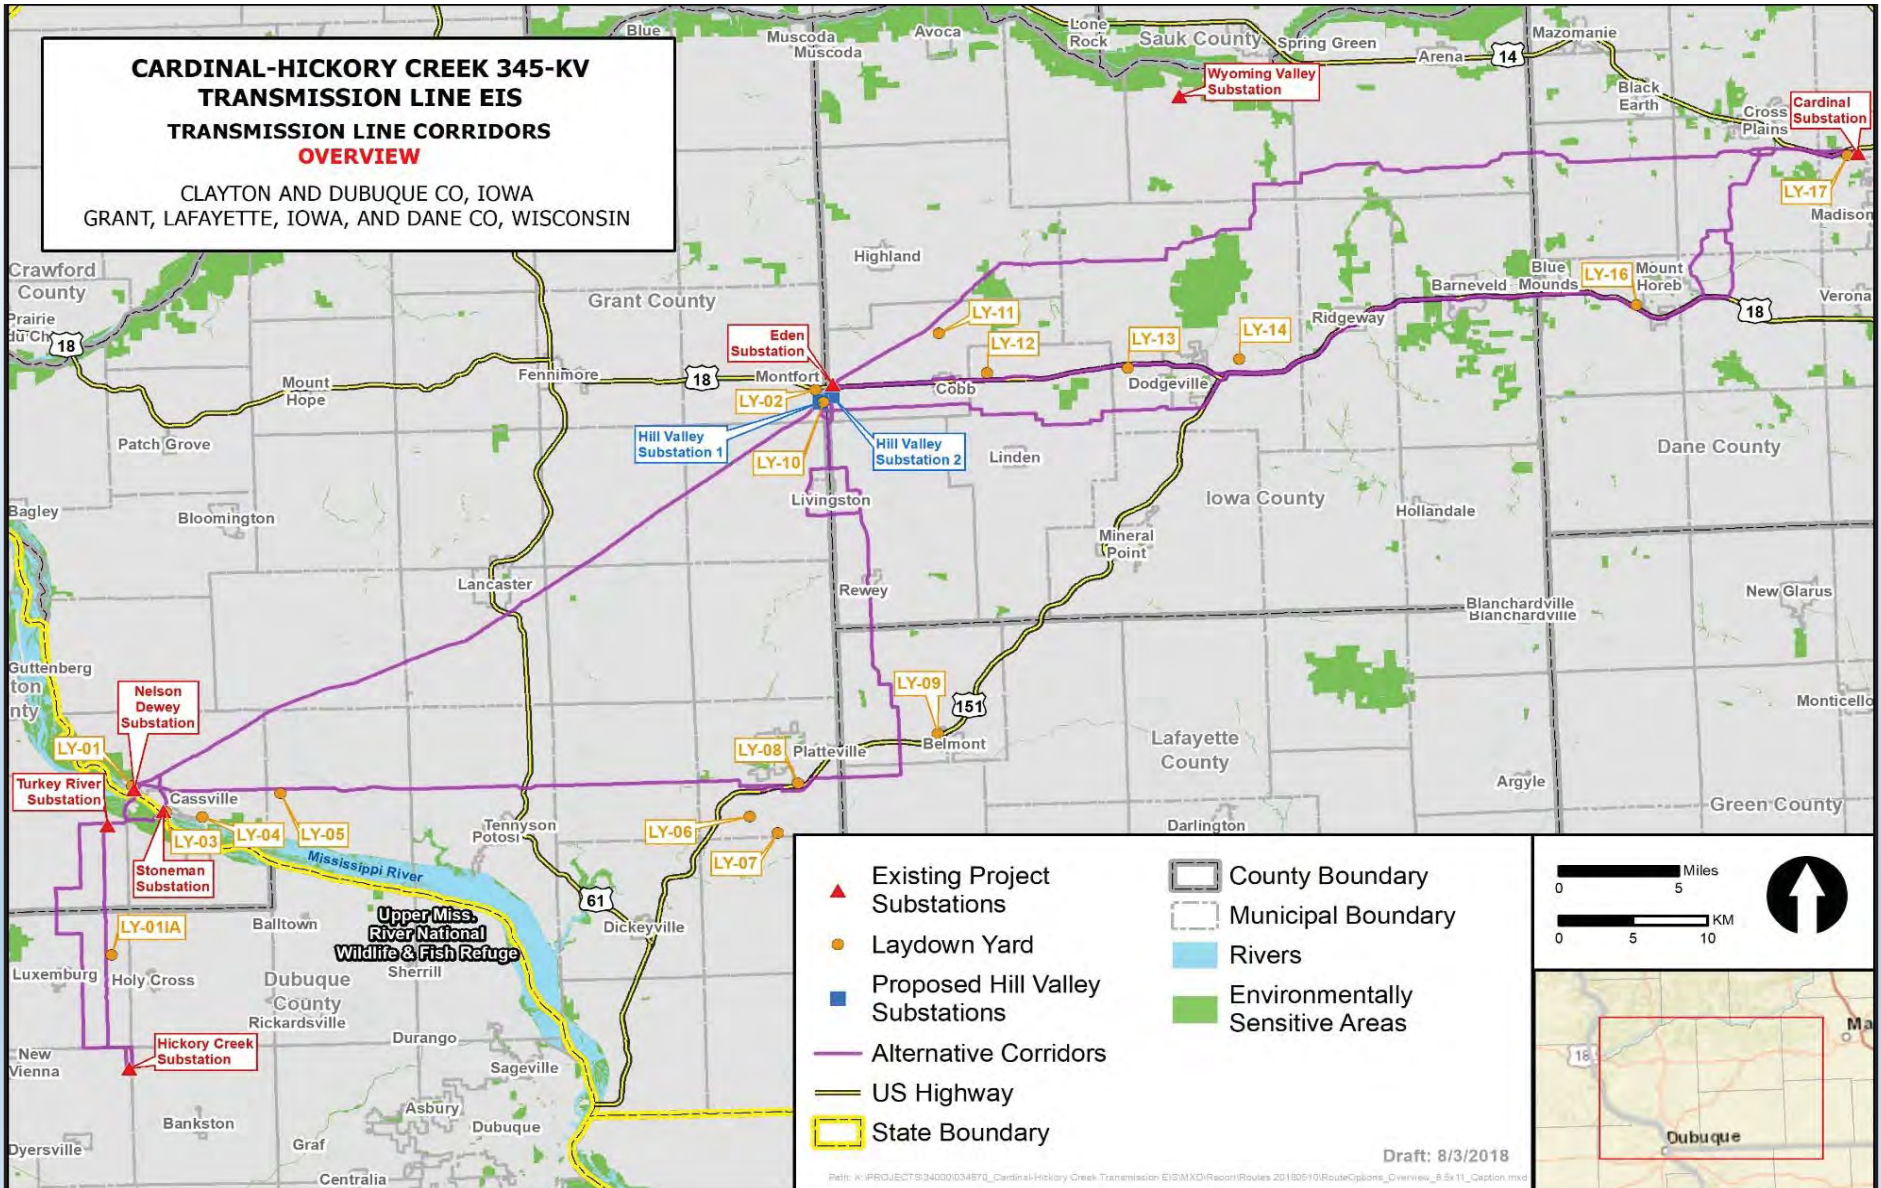 CARDINAL-HICKORY CREEK 345-KV
TRANSMISSION LINE EIS
TRANSMISSION LINE CORRIDORS
OVERVIEW
CLAYTON AND DUBUQUE CO, IOWA
GRANT, LAFAYETTE, IOWA, AND DANE CO, WISCONSIN
Blue
Muscoda
Muscoda
Avoca
Lone
Rock
Sauk County
Spring Green
Arena
14
Mazomanie
Wyoming Valley
Substation
Black
Earth
Cross
Plains
Cardinal
Substation
LY-17
Madison
Crawford
County
Prairie
du Ch
18
Highland
Grant County
Blue
Mounds
LY-16
Mount
Horeb
Barneveld
Verona
18
LY-11
Ridgeway
Eden
Substation
LY-12
LY-13
LY-14
Mount
Hope
Fennimore
18
Montfort
Cobb
Dodgeville
LY-02
Patch Grove
Hill Valley
Substation 1
Hill Valley
Substation 2
LY-10
Linden
Dane County
Livingston
Iowa County
Hollandale
Bagley
Bloomington
Mineral
Point
Lancaster
Rewey
New Glarus
Blanchardville
Blanchardville
Guttenberg
ton
nty
Nelson
Dewey
Substation
LY-09
151
Monticello
LY-01
LY-08
Platteville
Belmont
Lafayette
County
Turkey River
Substation
Cassville
Argyle
Green County
LY-03
LY-04
LY-05
Tennyson
Potosi
LY-06
LY-07
Darlington
Stoneman
Substation
Mississippi River
61
LY-01IA
Balltown
Upper Miss.
River National
Wildlife & Fish Refuge
Dickeyville
Luxemburg
Holy Cross
Sherrill
Dubuque
County
Rickardsville
Hickory Creek
Substation
New
Vienna
Durango
Sageville
Asbury
Dubuque
Bankston
Graf
Dyersville
Centralia
Existing Project
Substations
Laydown Yard
Proposed Hill Valley
Substations
Alternative Corridors
US Highway
State Boundary
County Boundary
Municipal Boundary
Rivers
Environmentally
Sensitive Areas
Draft: 8/3/2018
Miles
0 5
KM
0 5 10
18
Ma
Dubuque